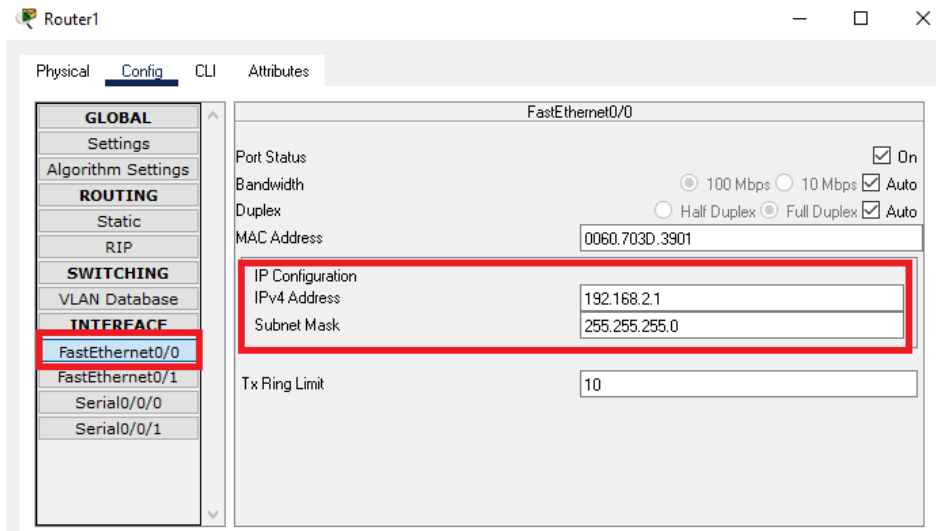 Router1
Physical Config CLI Attributes
GLOBAL
Settings
Algorithm Settings
ROUTING
Static
RIP
SWITCHING
VLAN Database
INTERFACE
FastEthernet0/0
FastEthernet0/1
Serial0/0/0
Serial0/0/1
FastEthernet0/0
Port Status On
Bandwidth 100 Mbps 10 Mbps Auto
Duplex Half Duplex Full Duplex Auto
MAC Address 0060.703D.3901
IP Configuration
IPv4 Address 192.168.2.1
Subnet Mask 255.255.255.0
Tx Ring Limit 10